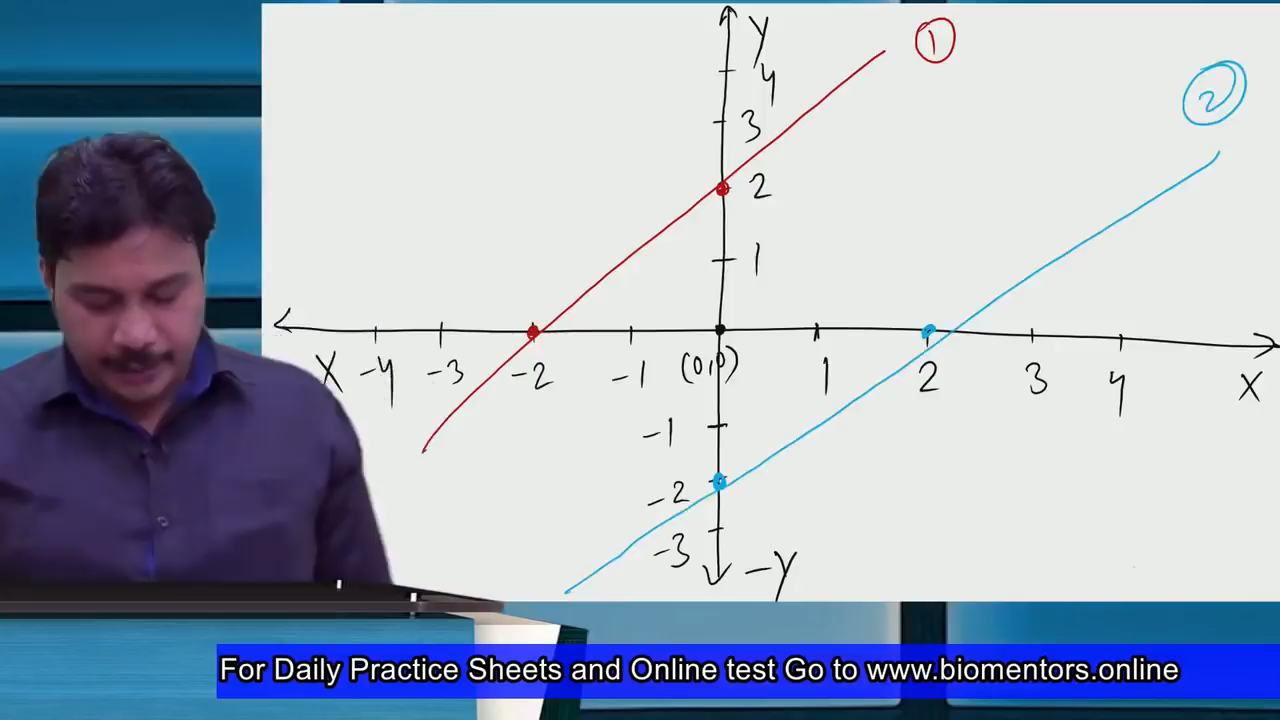 ①
Y
②
4
3
2
1
X -4 -3 -2 -1 (0,0) 1 2 3 4 X
-1
-2
-3
-Y
For Daily Practice Sheets and Online test Go to www.biomentors.online